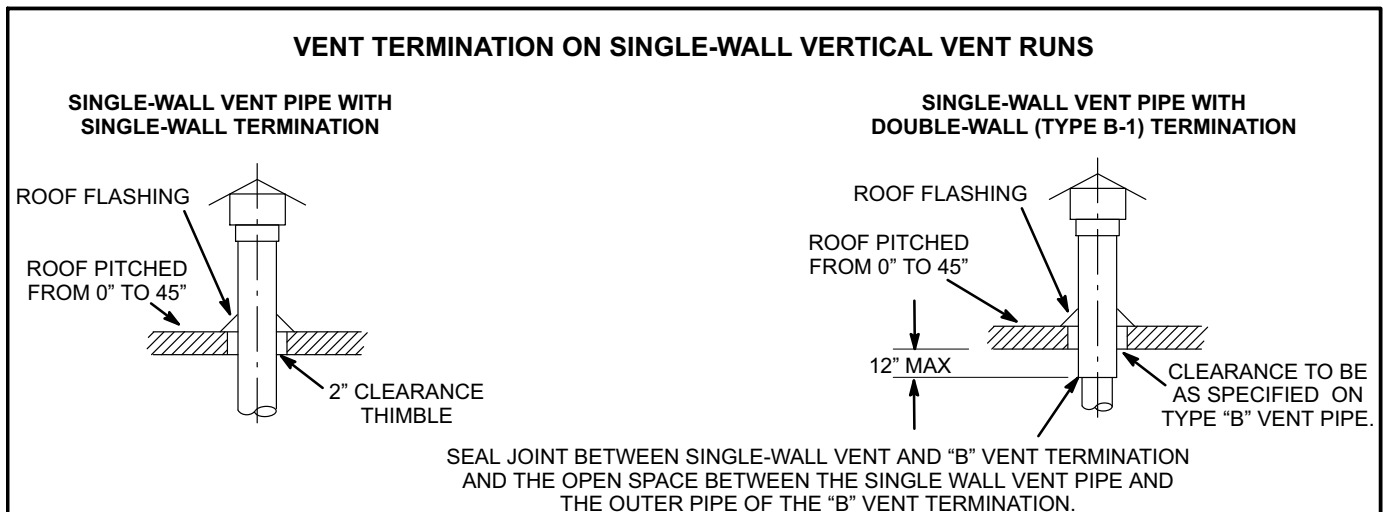 VENT TERMINATION ON SINGLE-WALL VERTICAL VENT RUNS
SINGLE-WALL VENT PIPE WITH
SINGLE-WALL TERMINATION
ROOF FLASHING
ROOF PITCHED
FROM 0” TO 45”
2” CLEARANCE
THIMBLE
SINGLE-WALL VENT PIPE WITH
DOUBLE-WALL (TYPE B-1) TERMINATION
ROOF FLASHING
ROOF PITCHED
FROM 0” TO 45”
12” MAX
CLEARANCE TO BE
AS SPECIFIED ON
TYPE “B” VENT PIPE.
SEAL JOINT BETWEEN SINGLE-WALL VENT AND “B” VENT TERMINATION
AND THE OPEN SPACE BETWEEN THE SINGLE WALL VENT PIPE AND
THE OUTER PIPE OF THE “B” VENT TERMINATION.